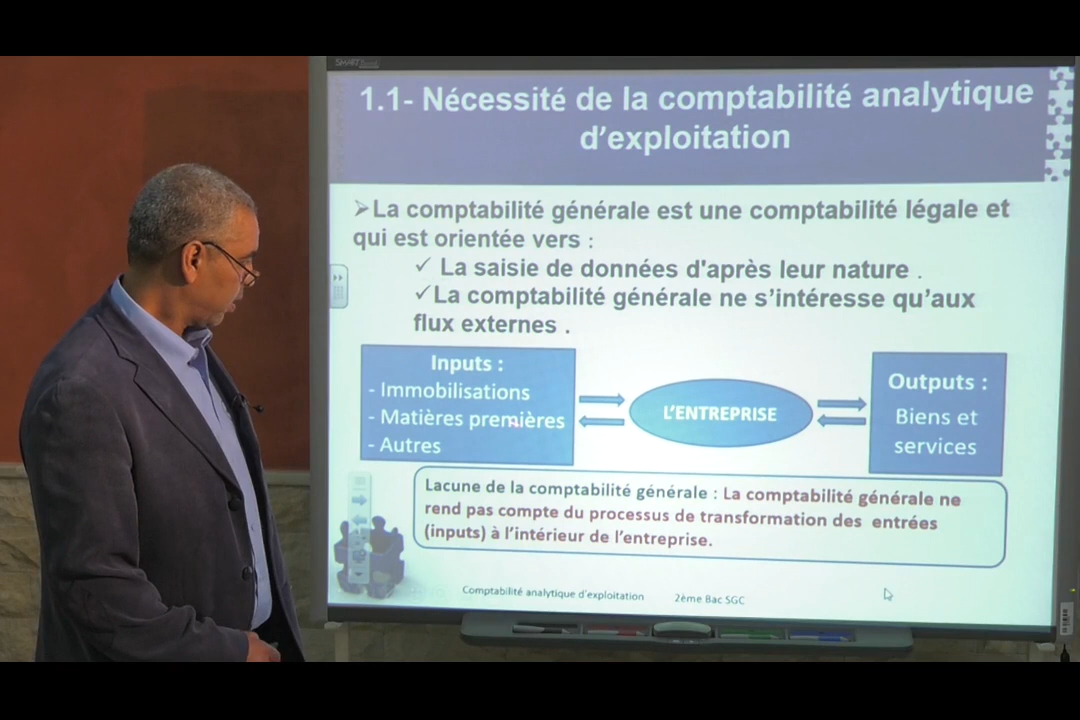 SMART
1.1- Nécessité de la comptabilité analytique
d’exploitation
➢La comptabilité générale est une comptabilité légale et
qui est orientée vers :
✓ La saisie de données d'après leur nature .
✓La comptabilité générale ne s’intéresse qu’aux
flux externes .
Inputs :
- Immobilisations
- Matières premières
- Autres
L’ENTREPRISE
Outputs :
Biens et
services
Lacune de la comptabilité générale : La comptabilité générale ne
rend pas compte du processus de transformation des entrées
(inputs) à l’intérieur de l’entreprise.
Comptabilité analytique d’exploitation 2ème Bac SGC